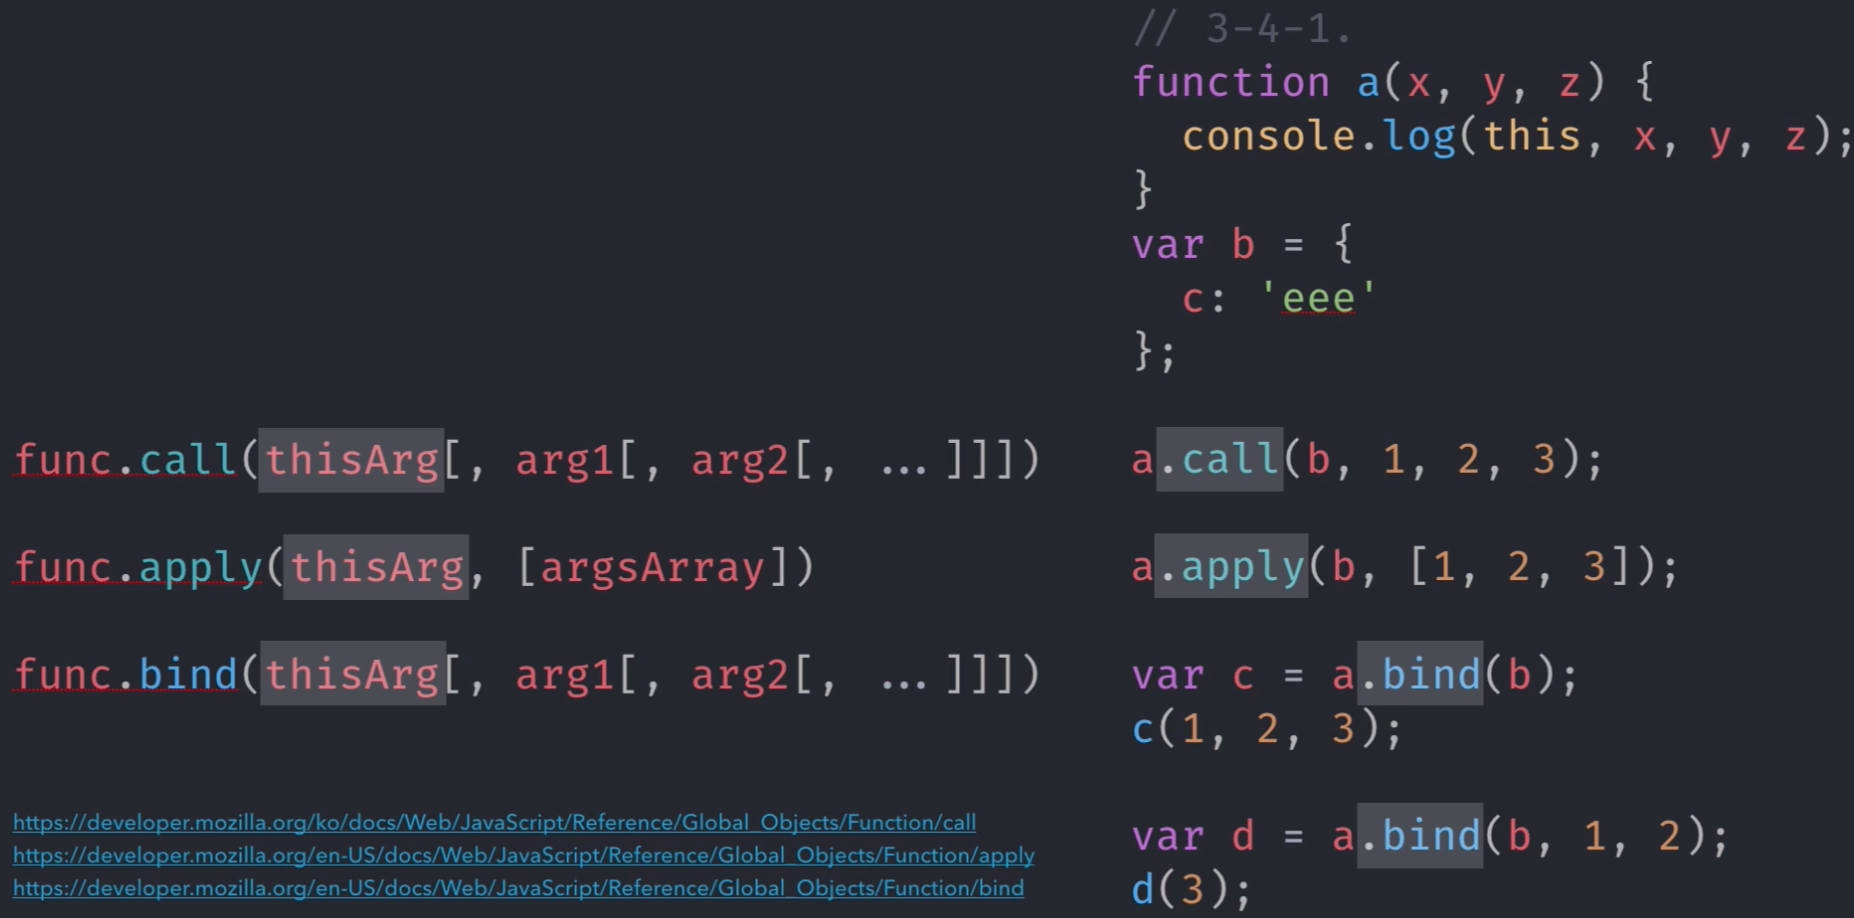 // 3-4-1.
function a(x, y, z) {
  console.log(this, x, y, z);
}
var b = {
  c: 'eee'
};
func.call(thisArg[, arg1[, arg2[, ...]]])
a.call(b, 1, 2, 3);
func.apply(thisArg, [argsArray])
a.apply(b, [1, 2, 3]);
func.bind(thisArg[, arg1[, arg2[, ...]]])
var c = a.bind(b);
c(1, 2, 3);
https://developer.mozilla.org/ko/docs/Web/JavaScript/Reference/Global_Objects/Function/call
https://developer.mozilla.org/en-US/docs/Web/JavaScript/Reference/Global_Objects/Function/apply
https://developer.mozilla.org/en-US/docs/Web/JavaScript/Reference/Global_Objects/Function/bind
var d = a.bind(b, 1, 2);
d(3);